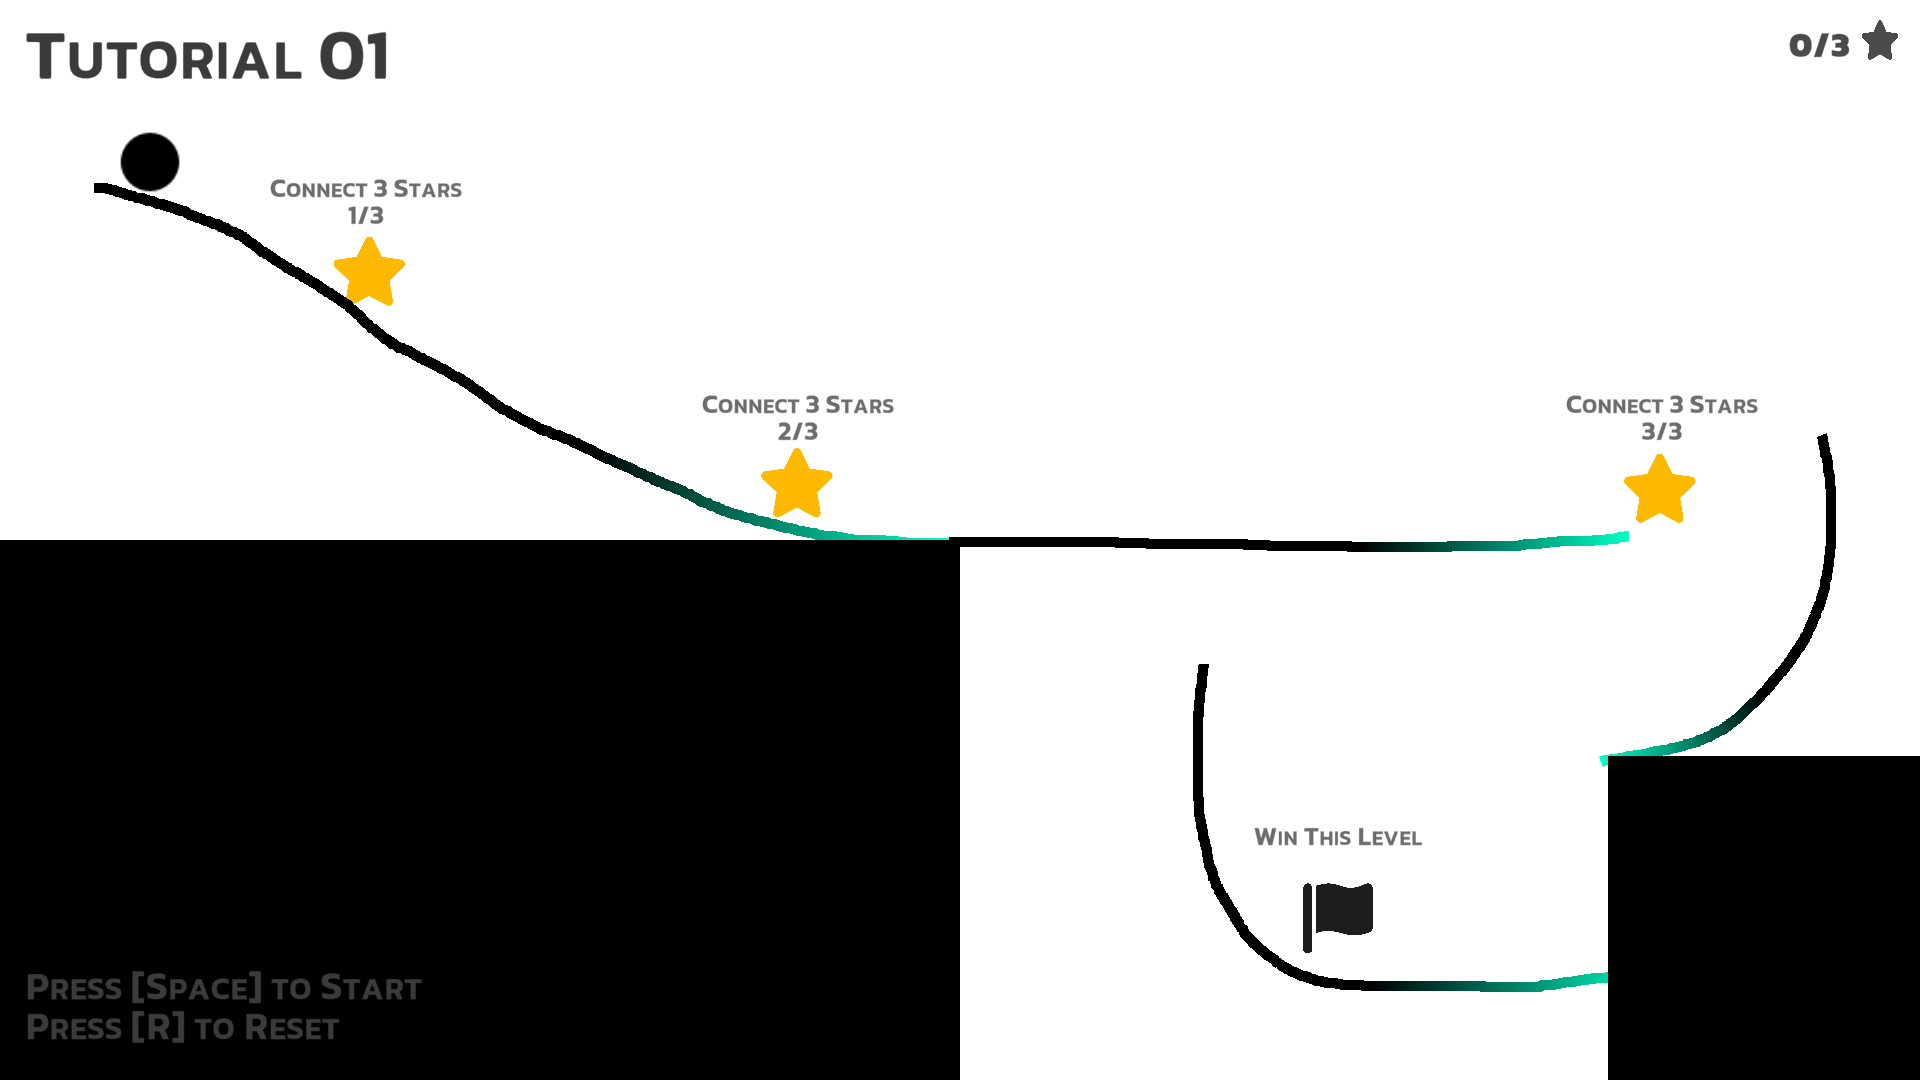 Tutorial 01
0/3
Connect 3 Stars
1/3
Connect 3 Stars
2/3
Connect 3 Stars
3/3
Win This Level
Press [Space] to Start
Press [R] to Reset